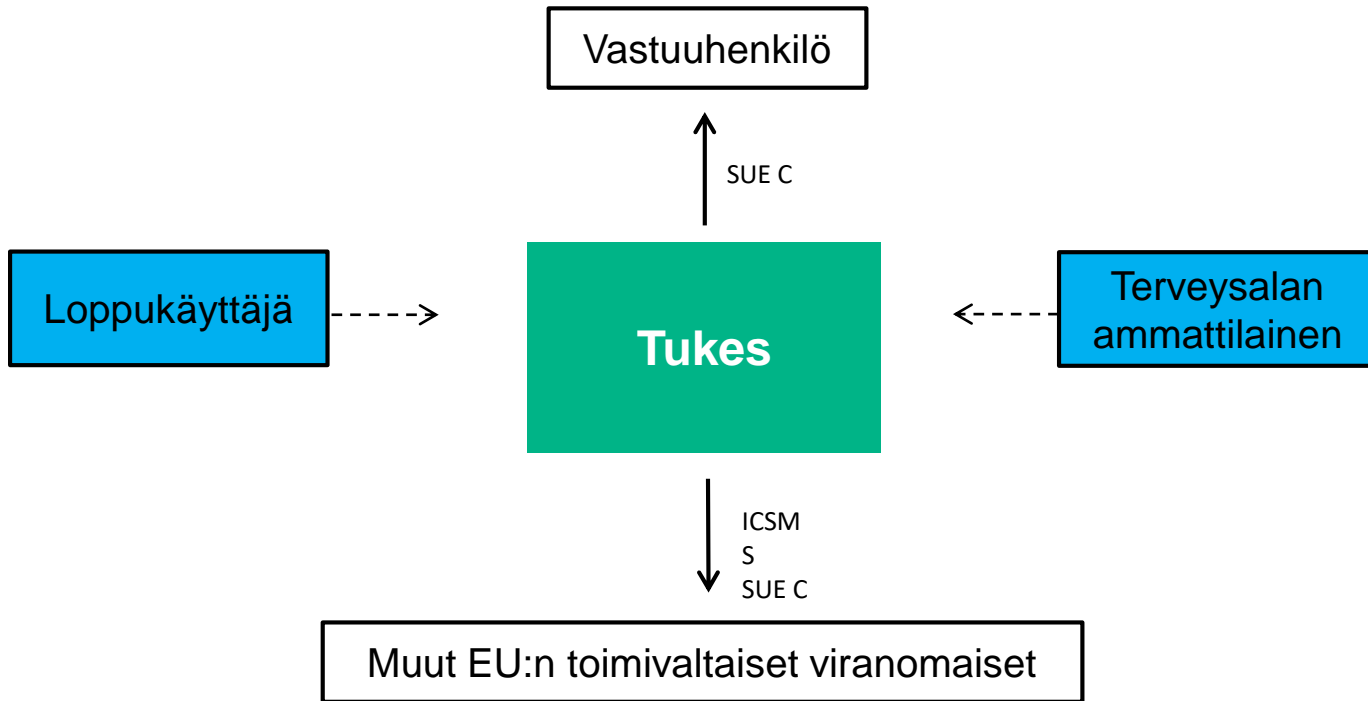 Vastuuhenkilö
SUE C
Loppukäyttäjä
Tukes
Terveysalan
ammattilainen
ICSM
S
SUE C
Muut EU:n toimivaltaiset viranomaiset